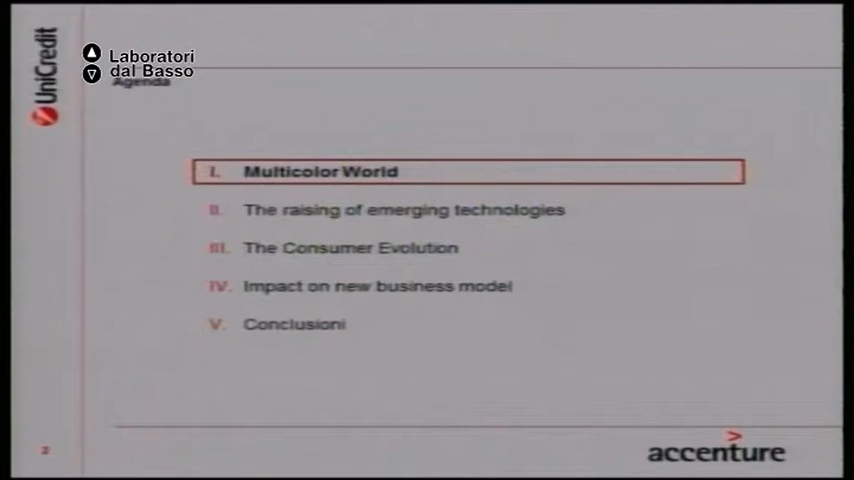 UniCredit
Laboratori
dal Basso
Agenda
I. Multicolor World
II. The raising of emerging technologies
III. The Consumer Evolution
IV. Impact on new business model
V. Conclusioni
2
accenture